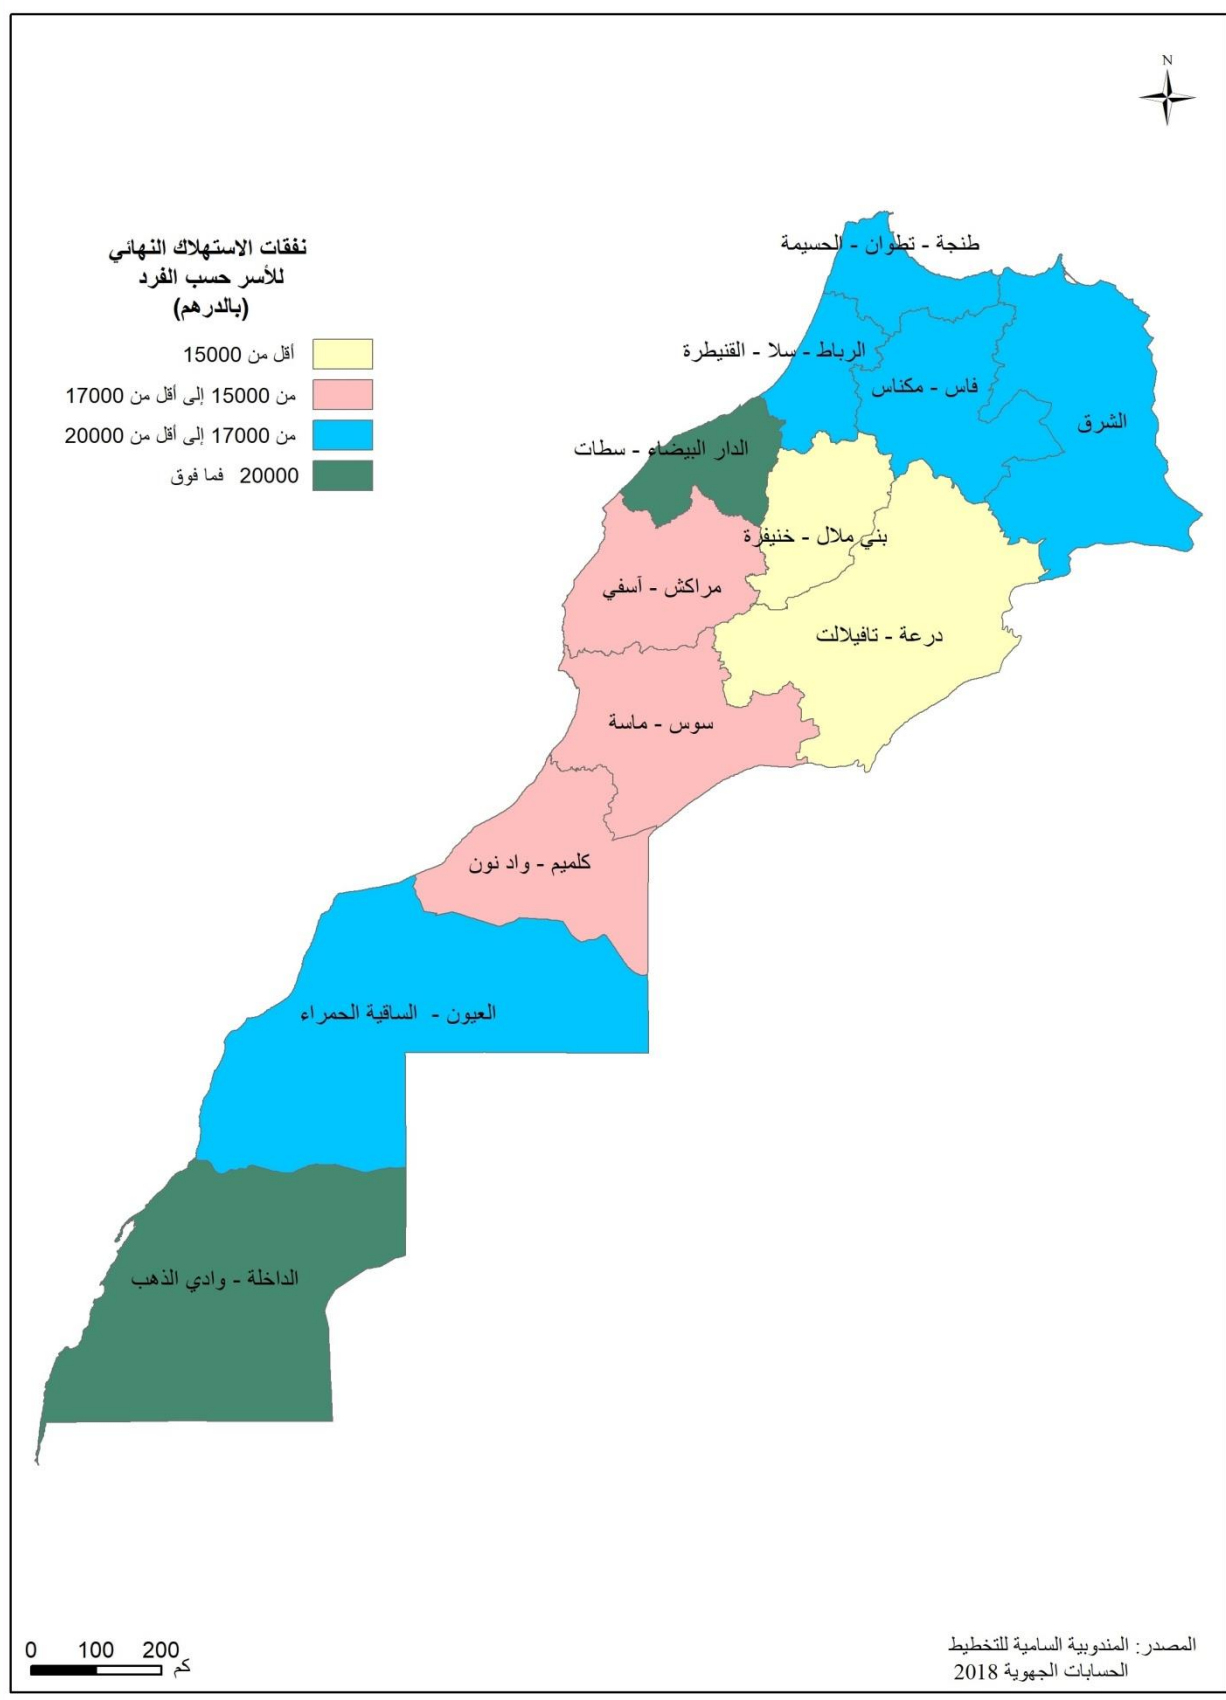 N
نفقات الاستهلاك النهائي
للأسر حسب الفرد
(بالدرهم)
أقل من 15000
من 15000 إلى أقل من 17000
من 17000 إلى أقل من 20000
20000 فما فوق
طنجة - تطوان - الحسيمة
الرباط - سلا - القنيطرة
فاس - مكناس
الشرق
الدار البيضاء - سطات
بني ملال - خنيفرة
مراكش - آسفي
درعة - تافيلالت
سوس - ماسة
كلميم - واد نون
العيون - الساقية الحمراء
الداخلة - وادي الذهب
المصدر: المندوبية السامية للتخطيط
الحسابات الجهوية 2018
0 100 200
كم